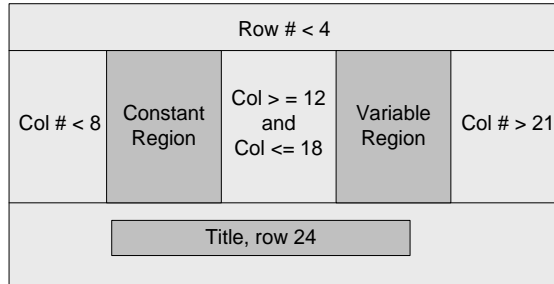 Row # < 4
Col # < 8
Constant
Region
Col > = 12
and
Col <= 18
Variable
Region
Col # > 21
Title, row 24